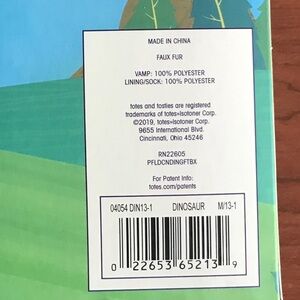 MADE IN CHINA
FAUX FUR
VAMP: 100% POLYESTER
LINING/SOCK: 100% POLYESTER
totes and tosties are registered
trademarks of totes»Isotoner Corp.
©2019, totes»Isotoner Corp.
9655 International Blvd.
Cincinnati, Ohio 45246
RN22605
PFLDCNDINGFTBX
For Patent Info:
totes.com/patents
04054 DIN13-1 DINOSAUR M/13-1
0 22653 65213 9